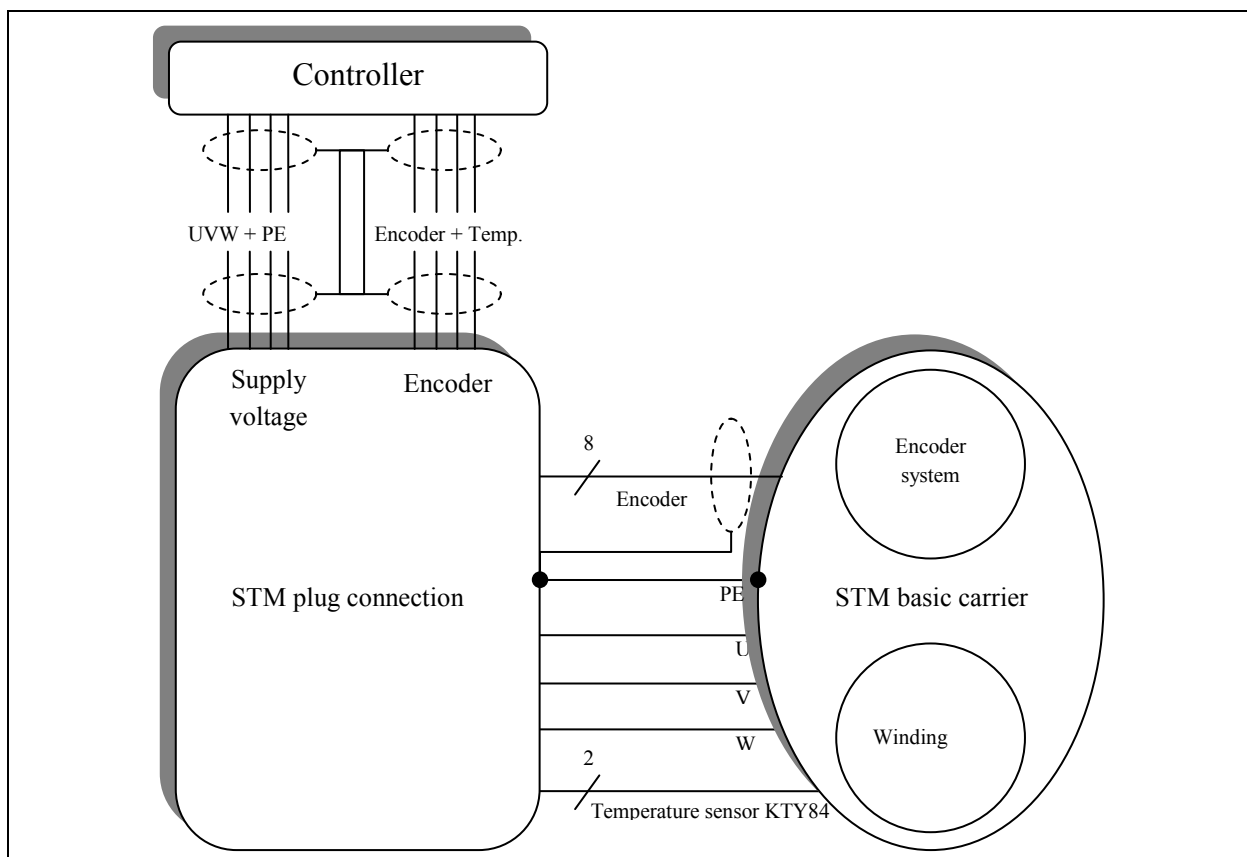 Controller
UVW + PE
Encoder + Temp.
Supply
voltage
Encoder
8
Encoder
Encoder
system
STM plug connection
PE
STM basic carrier
U
V
W
Winding
2
Temperature sensor KTY84